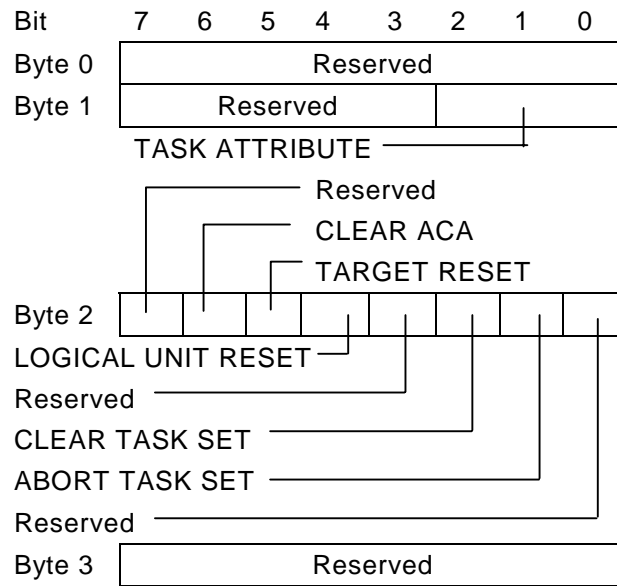 Bit 7 6 5 4 3 2 1 0
Byte 0 Reserved
Byte 1 Reserved
TASK ATTRIBUTE
Reserved
CLEAR ACA
TARGET RESET
Byte 2
LOGICAL UNIT RESET
Reserved
CLEAR TASK SET
ABORT TASK SET
Reserved
Byte 3 Reserved